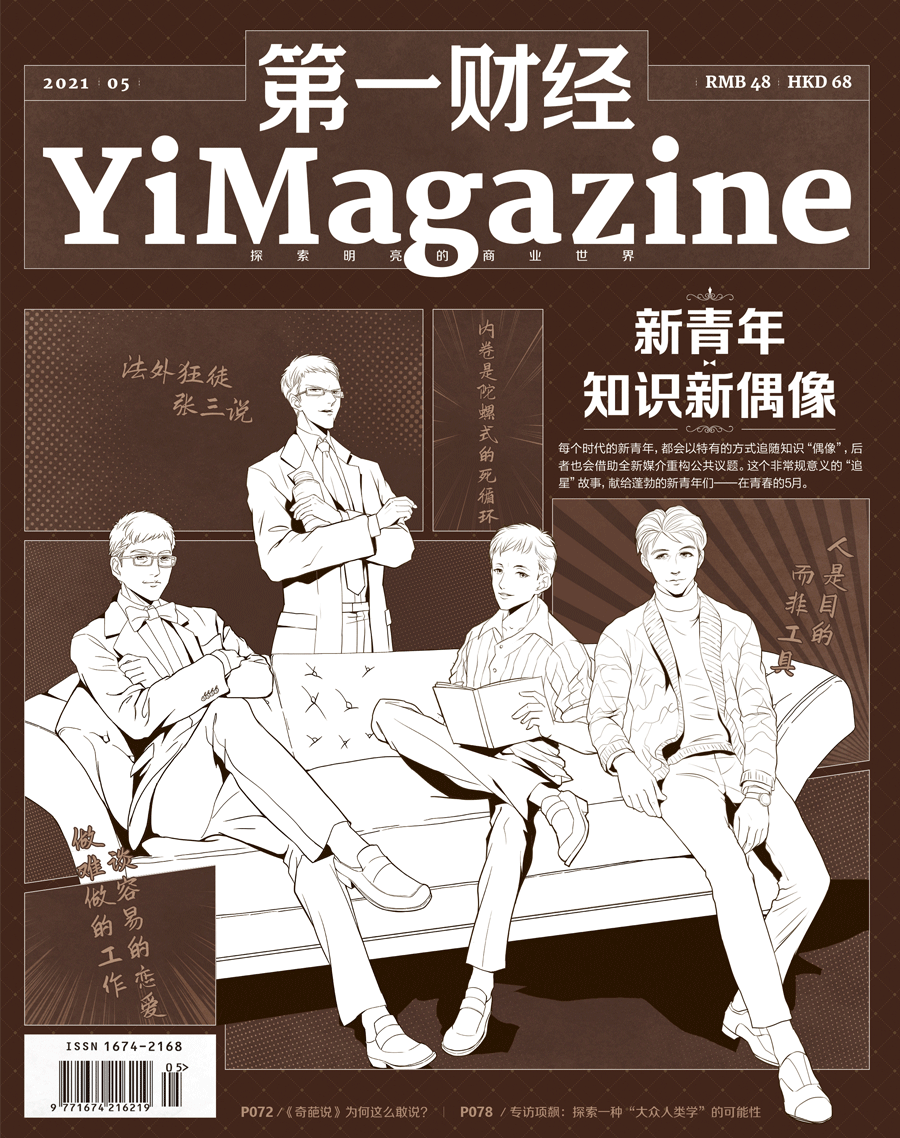 2021 05
第一财经
RMB 48 HKD 68
YiMagazine
探索明亮的商业世界
新青年
知识新偶像
每个时代的新青年，都会以特有的方式追随知识“偶像”，后
者也会借助全新媒介重构公共议题。这个非常规意义的“追
星”故事，献给蓬勃的新青年们——在青春的5月。
法外狂徒
张三说
内卷是陀螺式的死循环
人是目的
而非工具
谈容易的恋爱
做难做的工作
ISSN 1674-2168
05>
9 771674 216219
P072 /《奇葩说》为何这么敢说？
P078 / 专访项飙：探索一种“大众人类学”的可能性